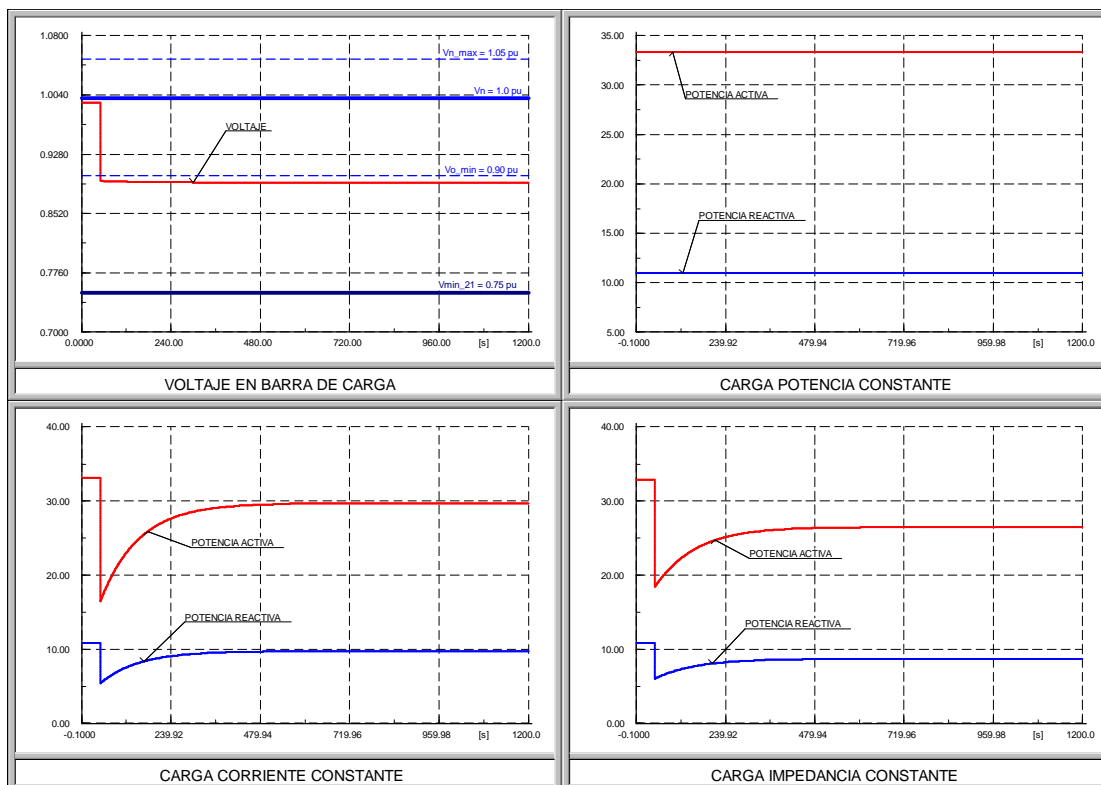 1.0800
Vn_max = 1.05 pu
1.0040
Vn = 1.0 pu
VOLTAJE
0.9280
Vo_min = 0.90 pu
0.8520
0.7760
Vmin_21 = 0.75 pu
0.7000
0.0000 240.00 480.00 720.00 960.00 [s] 1200.0
VOLTAJE EN BARRA DE CARGA
35.00
POTENCIA ACTIVA
30.00
25.00
20.00
POTENCIA REACTIVA
15.00
10.00
5.00
-0.1000 239.92 479.94 719.96 959.98 [s] 1200.0
CARGA POTENCIA CONSTANTE
40.00
30.00
POTENCIA ACTIVA
20.00
POTENCIA REACTIVA
10.00
0.00
-0.1000 239.92 479.94 719.96 959.98 [s] 1200.0
CARGA CORRIENTE CONSTANTE
40.00
30.00
POTENCIA ACTIVA
20.00
POTENCIA REACTIVA
10.00
0.00
-0.1000 239.92 479.94 719.96 959.98 [s] 1200.0
CARGA IMPEDANCIA CONSTANTE